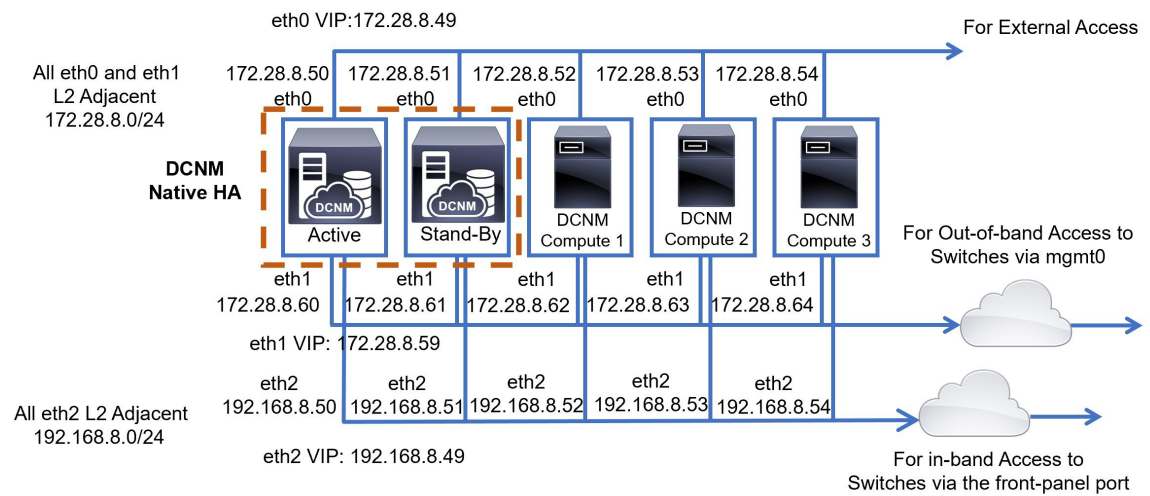 eth0 VIP:172.28.8.49
For External Access
All eth0 and eth1
L2 Adjacent
172.28.8.0/24
172.28.8.50
eth0
172.28.8.51
eth0
172.28.8.52
eth0
172.28.8.53
eth0
172.28.8.54
eth0
DCNM
Native HA
DCNM
Active
DCNM
Stand-By
DCNM
Compute 1
DCNM
Compute 2
DCNM
Compute 3
For Out-of-band Access to
Switches via mgmt0
eth1
172.28.8.60
eth1
172.28.8.61
eth1
172.28.8.62
eth1
172.28.8.63
eth1
172.28.8.64
eth1 VIP: 172.28.8.59
All eth2 L2 Adjacent
192.168.8.0/24
eth2
192.168.8.50
eth2
192.168.8.51
eth2
192.168.8.52
eth2
192.168.8.53
eth2
192.168.8.54
eth2 VIP: 192.168.8.49
For in-band Access to
Switches via the front-panel port